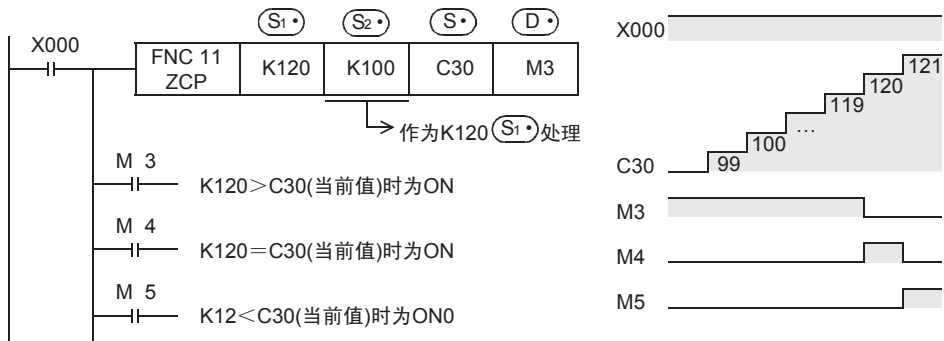 X000
S1• S2• S• D•
FNC 11 ZCP K120 K100 C30 M3
作为K120 S1• 处理
M 3
K120>C30(当前值)时为ON
M 4
K120=C30(当前值)时为ON
M 5
K12<C30(当前值)时为ON0
X000
121
120
119
…
100
99
C30
M3
M4
M5